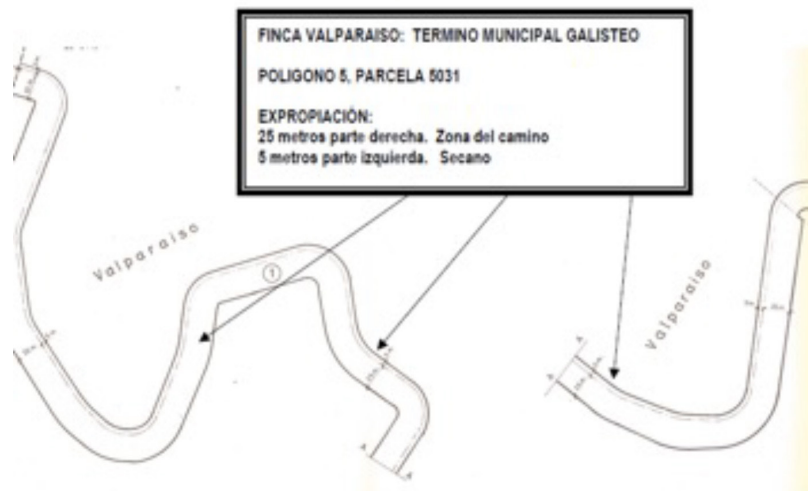 FINCA VALPARAISO: TERMINO MUNICIPAL GALISTEO
POLIGONO 5, PARCELA 5031
EXPROPIACIÓN:
25 metros parte derecha. Zona del camino
5 metros parte izquierda. Secano
Valparaiso
1
Valparaiso
A
A
A
A